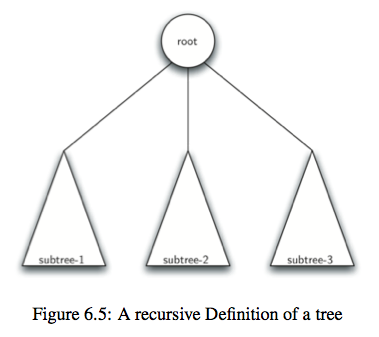 root
subtree-1 subtree-2 subtree-3
Figure 6.5: A recursive Definition of a tree